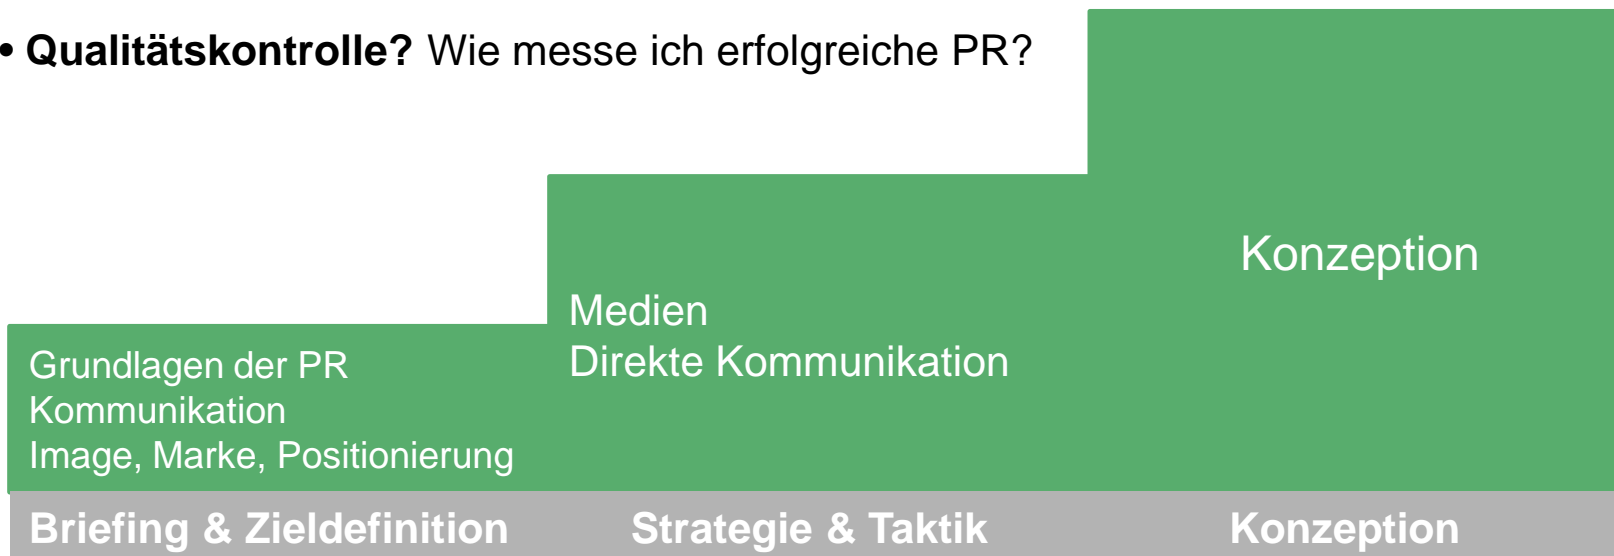 • Qualitätskontrolle? Wie messe ich erfolgreiche PR?
Grundlagen der PR
Kommunikation
Image, Marke, Positionierung
Medien
Direkte Kommunikation
Konzeption
Briefing & Zieldefinition
Strategie & Taktik
Konzeption